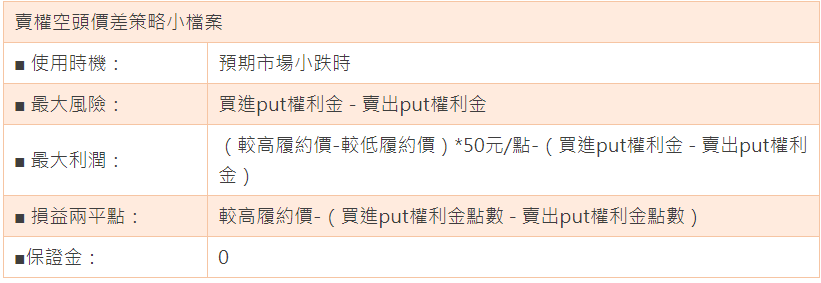 賣權空頭價差策略小檔案
■ 使用時機：
預期市場小跌時
■ 最大風險：
買進put權利金 - 賣出put權利金
■ 最大利潤：
（較高履約價-較低履約價）*50元/點-（買進put權利金 - 賣出put權利
金）
■ 損益兩平點：
較高履約價-（買進put權利金點數 - 賣出put權利金點數）
■保證金：
0